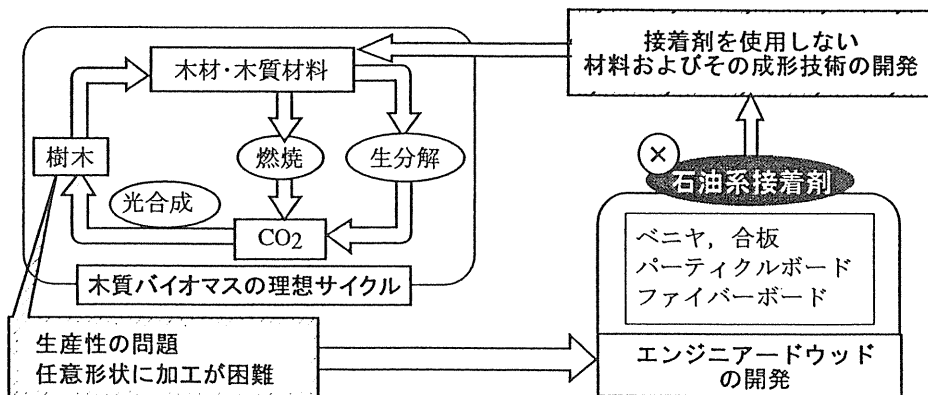 木材・木質材料
樹木
燃焼
生分解
光合成
CO2
木質バイオマスの理想サイクル
生産性の問題
任意形状に加工が困難
接着剤を使用しない
材料およびその成形技術の開発
×
石油系接着剤
ベニヤ，合板
パーティクルボード
ファイバーボード
エンジニアードウッド
の開発